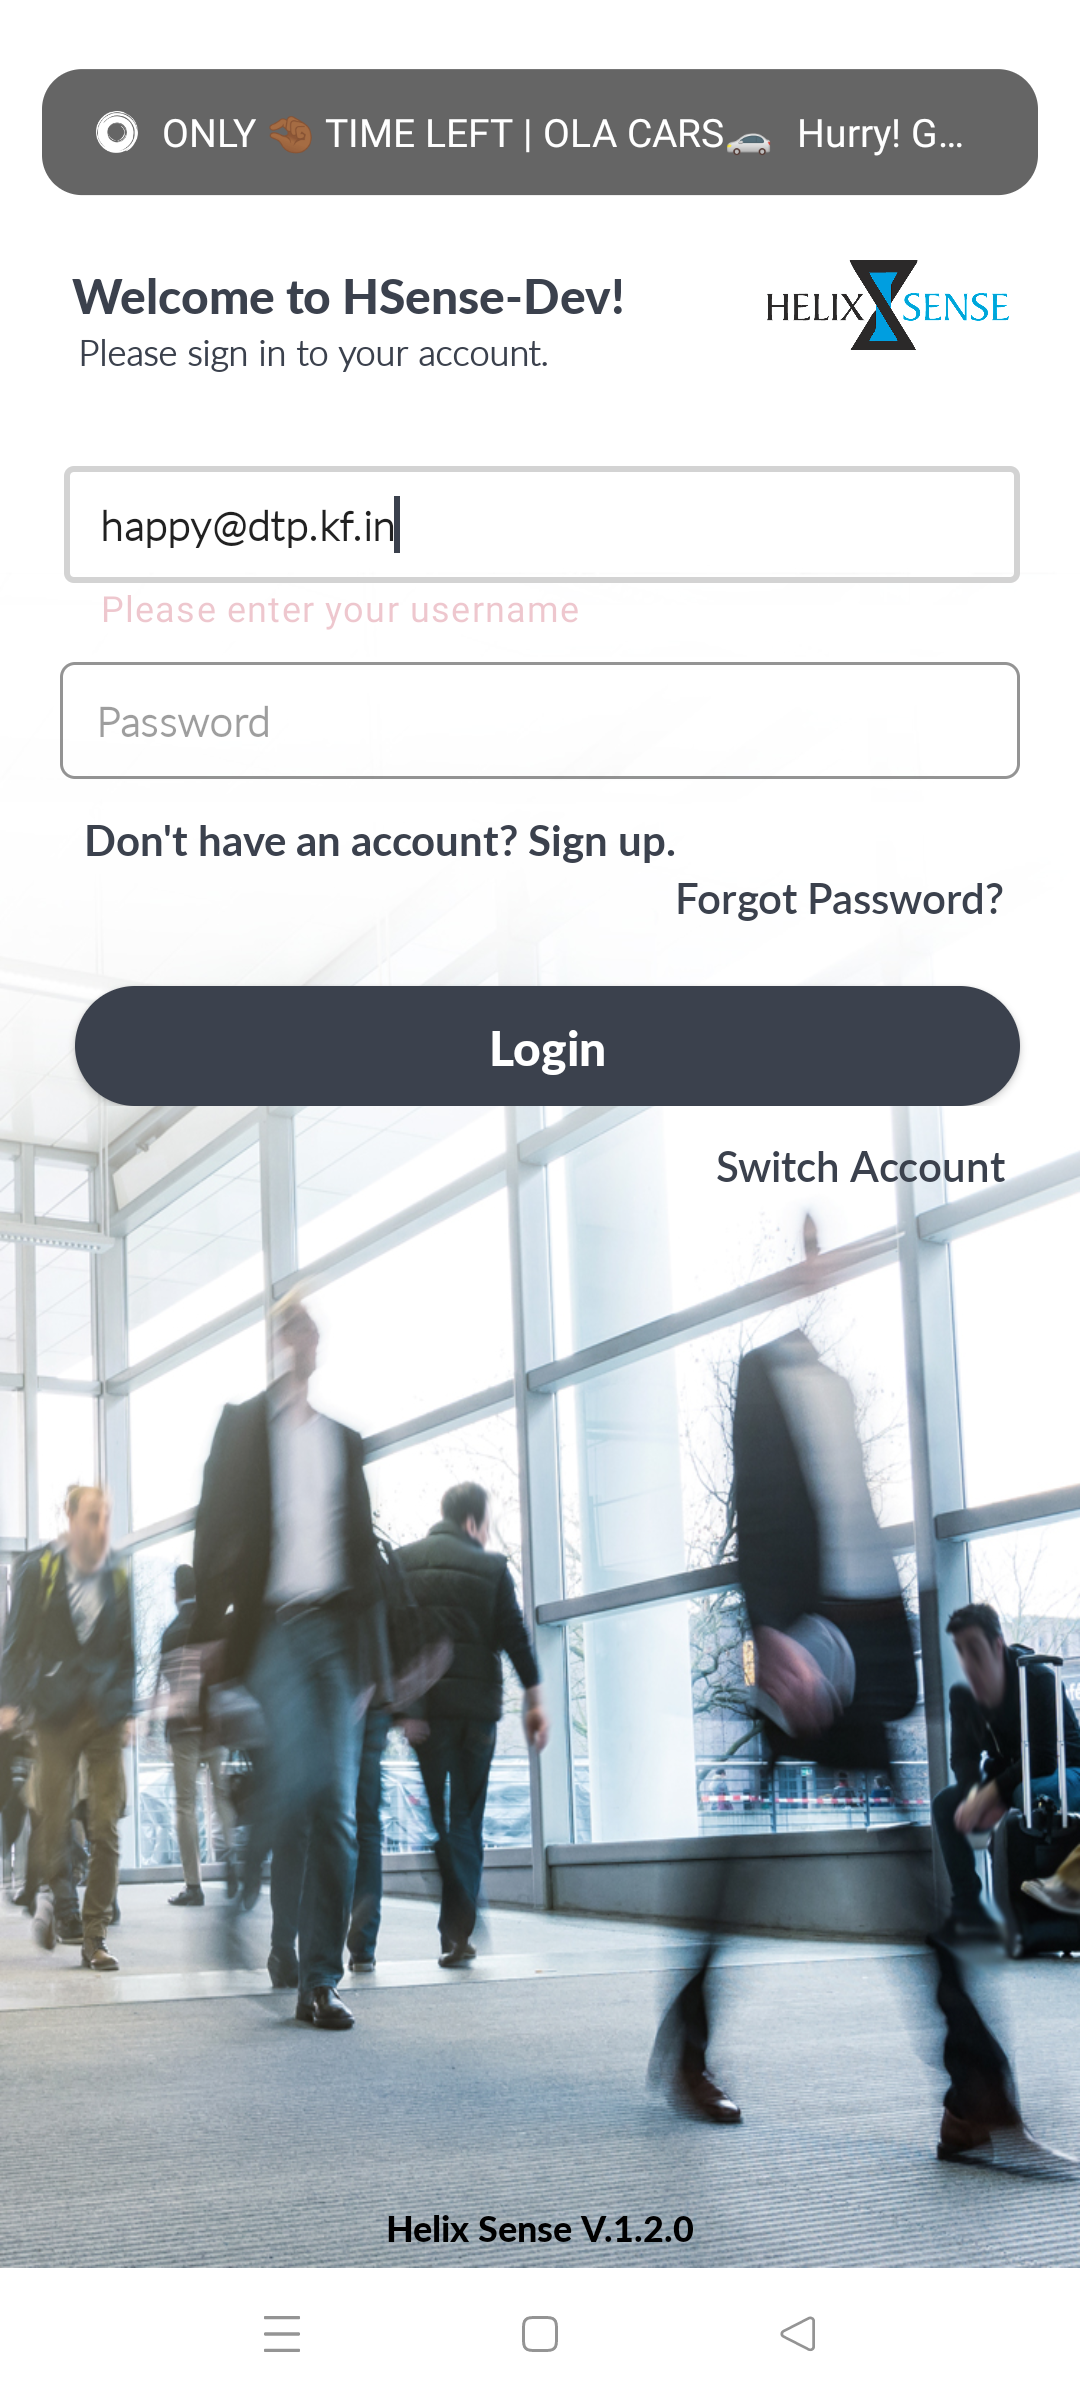 ONLY 🤏🏾 TIME LEFT | OLA CARS🚗 Hurry! G...
Welcome to HSense-Dev!
HELIX SENSE
Please sign in to your account.
happy@dtp.kf.in
Please enter your username
Password
Don't have an account? Sign up.
Forgot Password?
Login
Switch Account
Helix Sense V.1.2.0